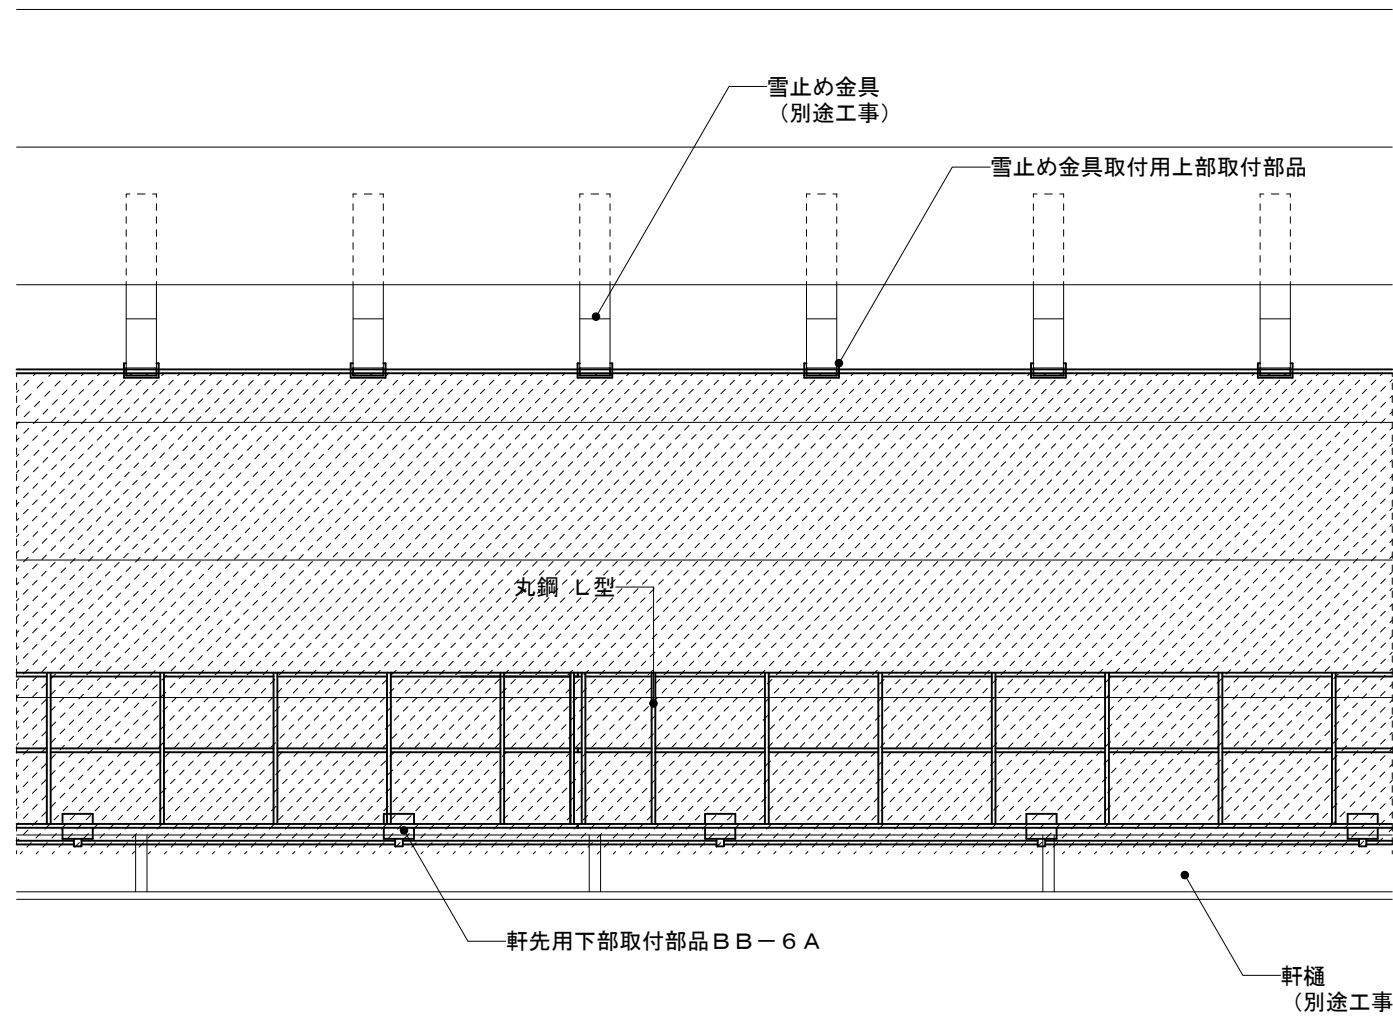 雪止め金具
（別途工事）
雪止め金具取付用上部取付部品
丸鋼 L型
軒先用下部取付部品ＢＢ－６Ａ
軒樋
（別途工事